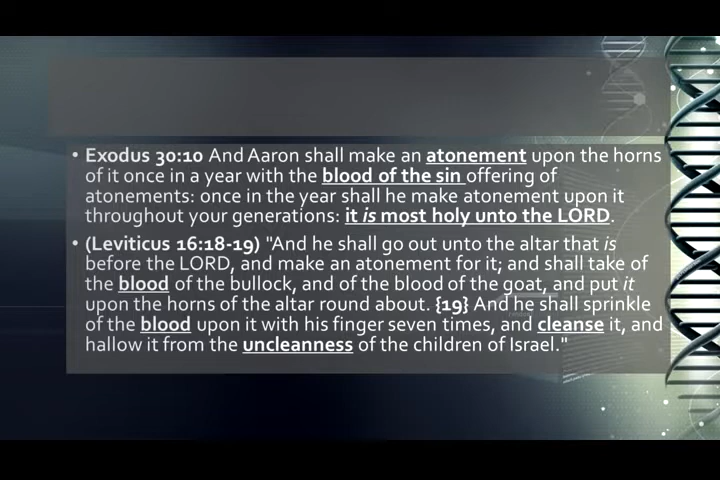 • Exodus 30:10 And Aaron shall make an atonement upon the horns
of it once in a year with the blood of the sin offering of
atonements: once in the year shall he make atonement upon it
throughout your generations: it is most holy unto the LORD.
• (Leviticus 16:18-19) "And he shall go out unto the altar that is
before the LORD, and make an atonement for it; and shall take of
the blood of the bullock, and of the blood of the goat, and put it
upon the horns of the altar round about. {19} And he shall sprinkle
of the blood upon it with his finger seven times, and cleanse it, and
hallow it from the uncleanness of the children of Israel."